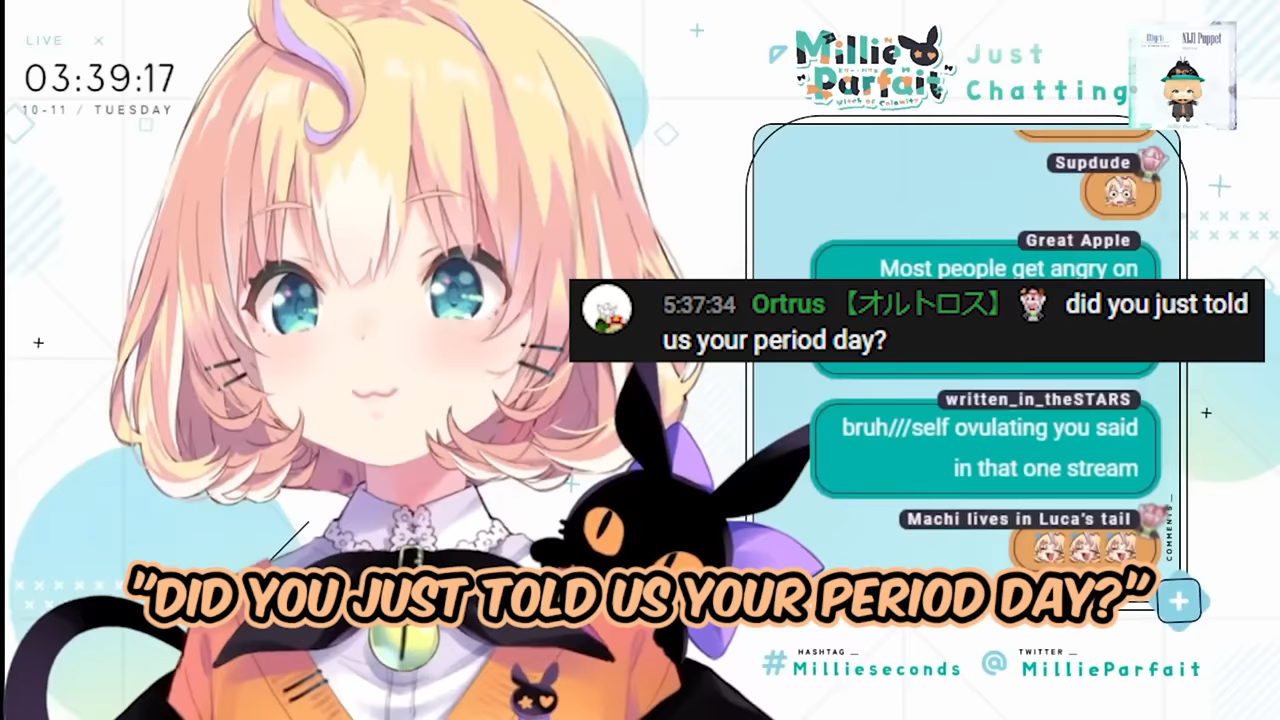 LIVE ×
03:39:17
10-11 / TUESDAY
Millie
Parfait
Witch of Calamity
Just
Chatting
NIJI Puppet
Supdude
Great Apple
Most people get angry on
5:37:34 Ortrus 【オルトロス】 did you just told
us your period day?
written_in_theSTARS
bruh///self ovulating you said
in that one stream
Machi lives in Luca's tail
COMMENTS
"DID YOU JUST TOLD US YOUR PERIOD DAY?"
HASHTAG
# Millieseconds
TWITTER
@ MillieParfait